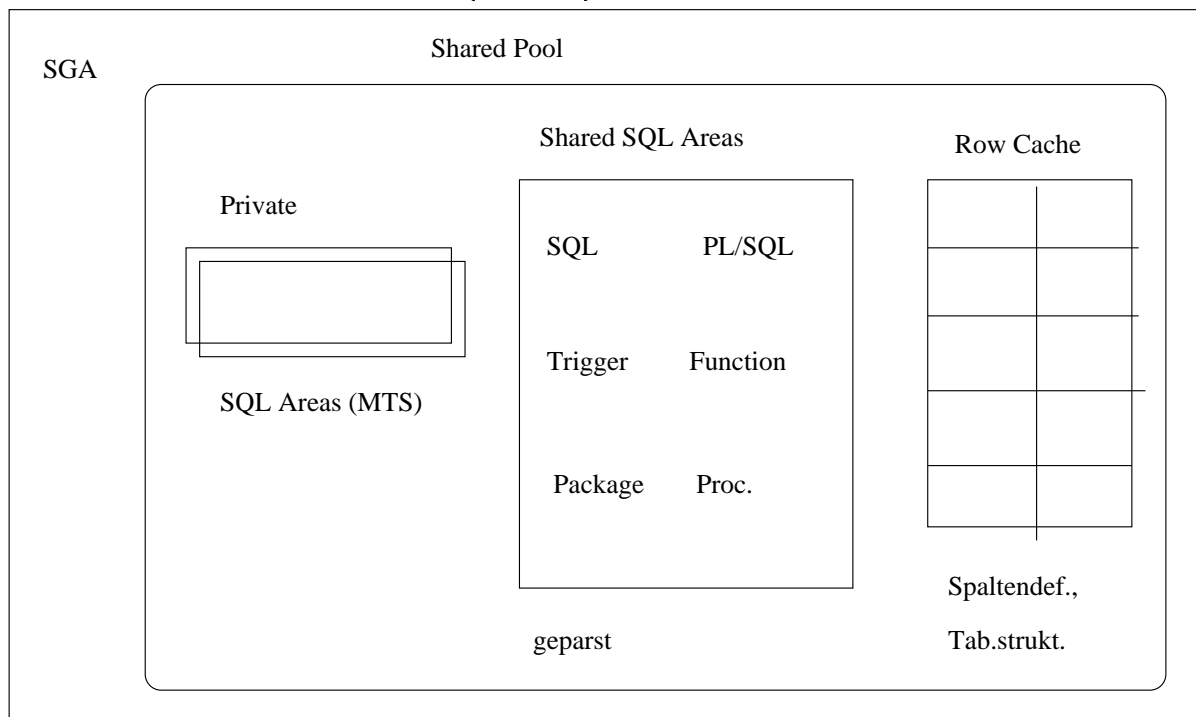 Shared Pool
SGA
Shared SQL Areas
Row Cache
Private
SQL PL/SQL
Trigger Function
SQL Areas (MTS)
Package Proc.
Spaltendef.,
geparst
Tab.strukt.